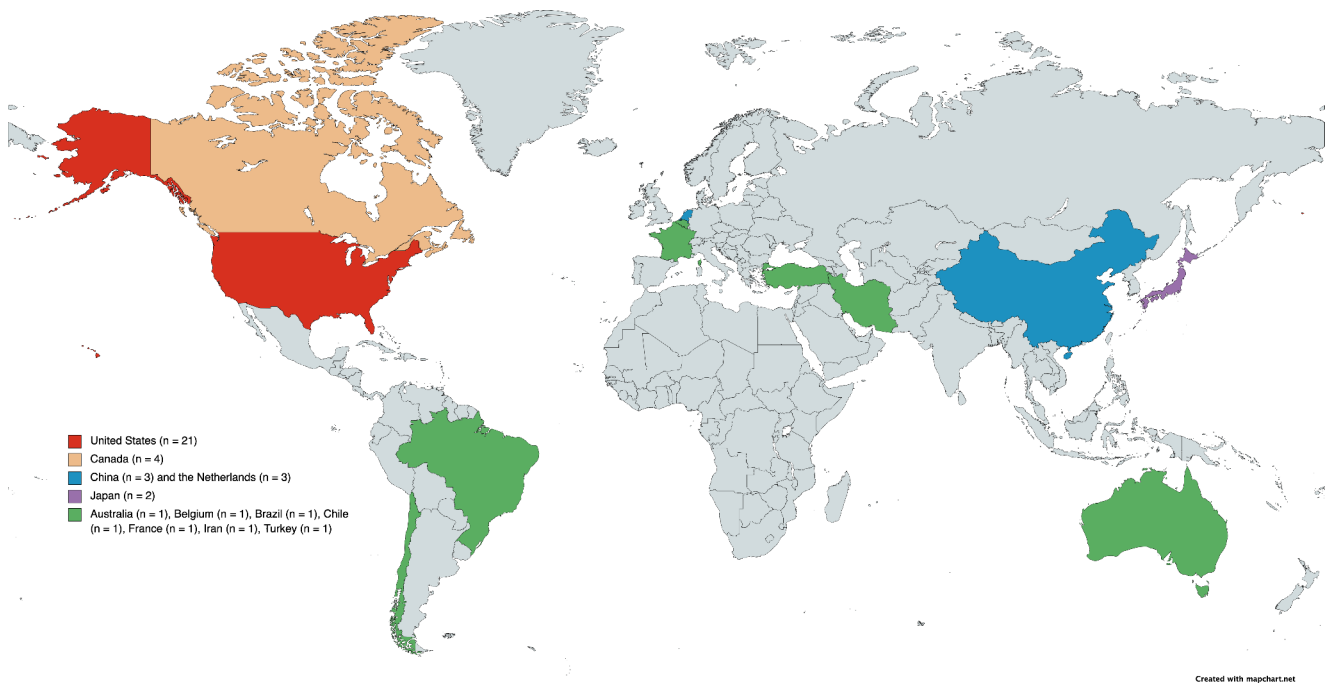 United States (n = 21)
Canada (n = 4)
China (n = 3) and the Netherlands (n = 3)
Japan (n = 2)
Australia (n = 1), Belgium (n = 1), Brazil (n = 1), Chile
(n = 1), France (n = 1), Iran (n = 1), Turkey (n = 1)
Created with mapchart.net